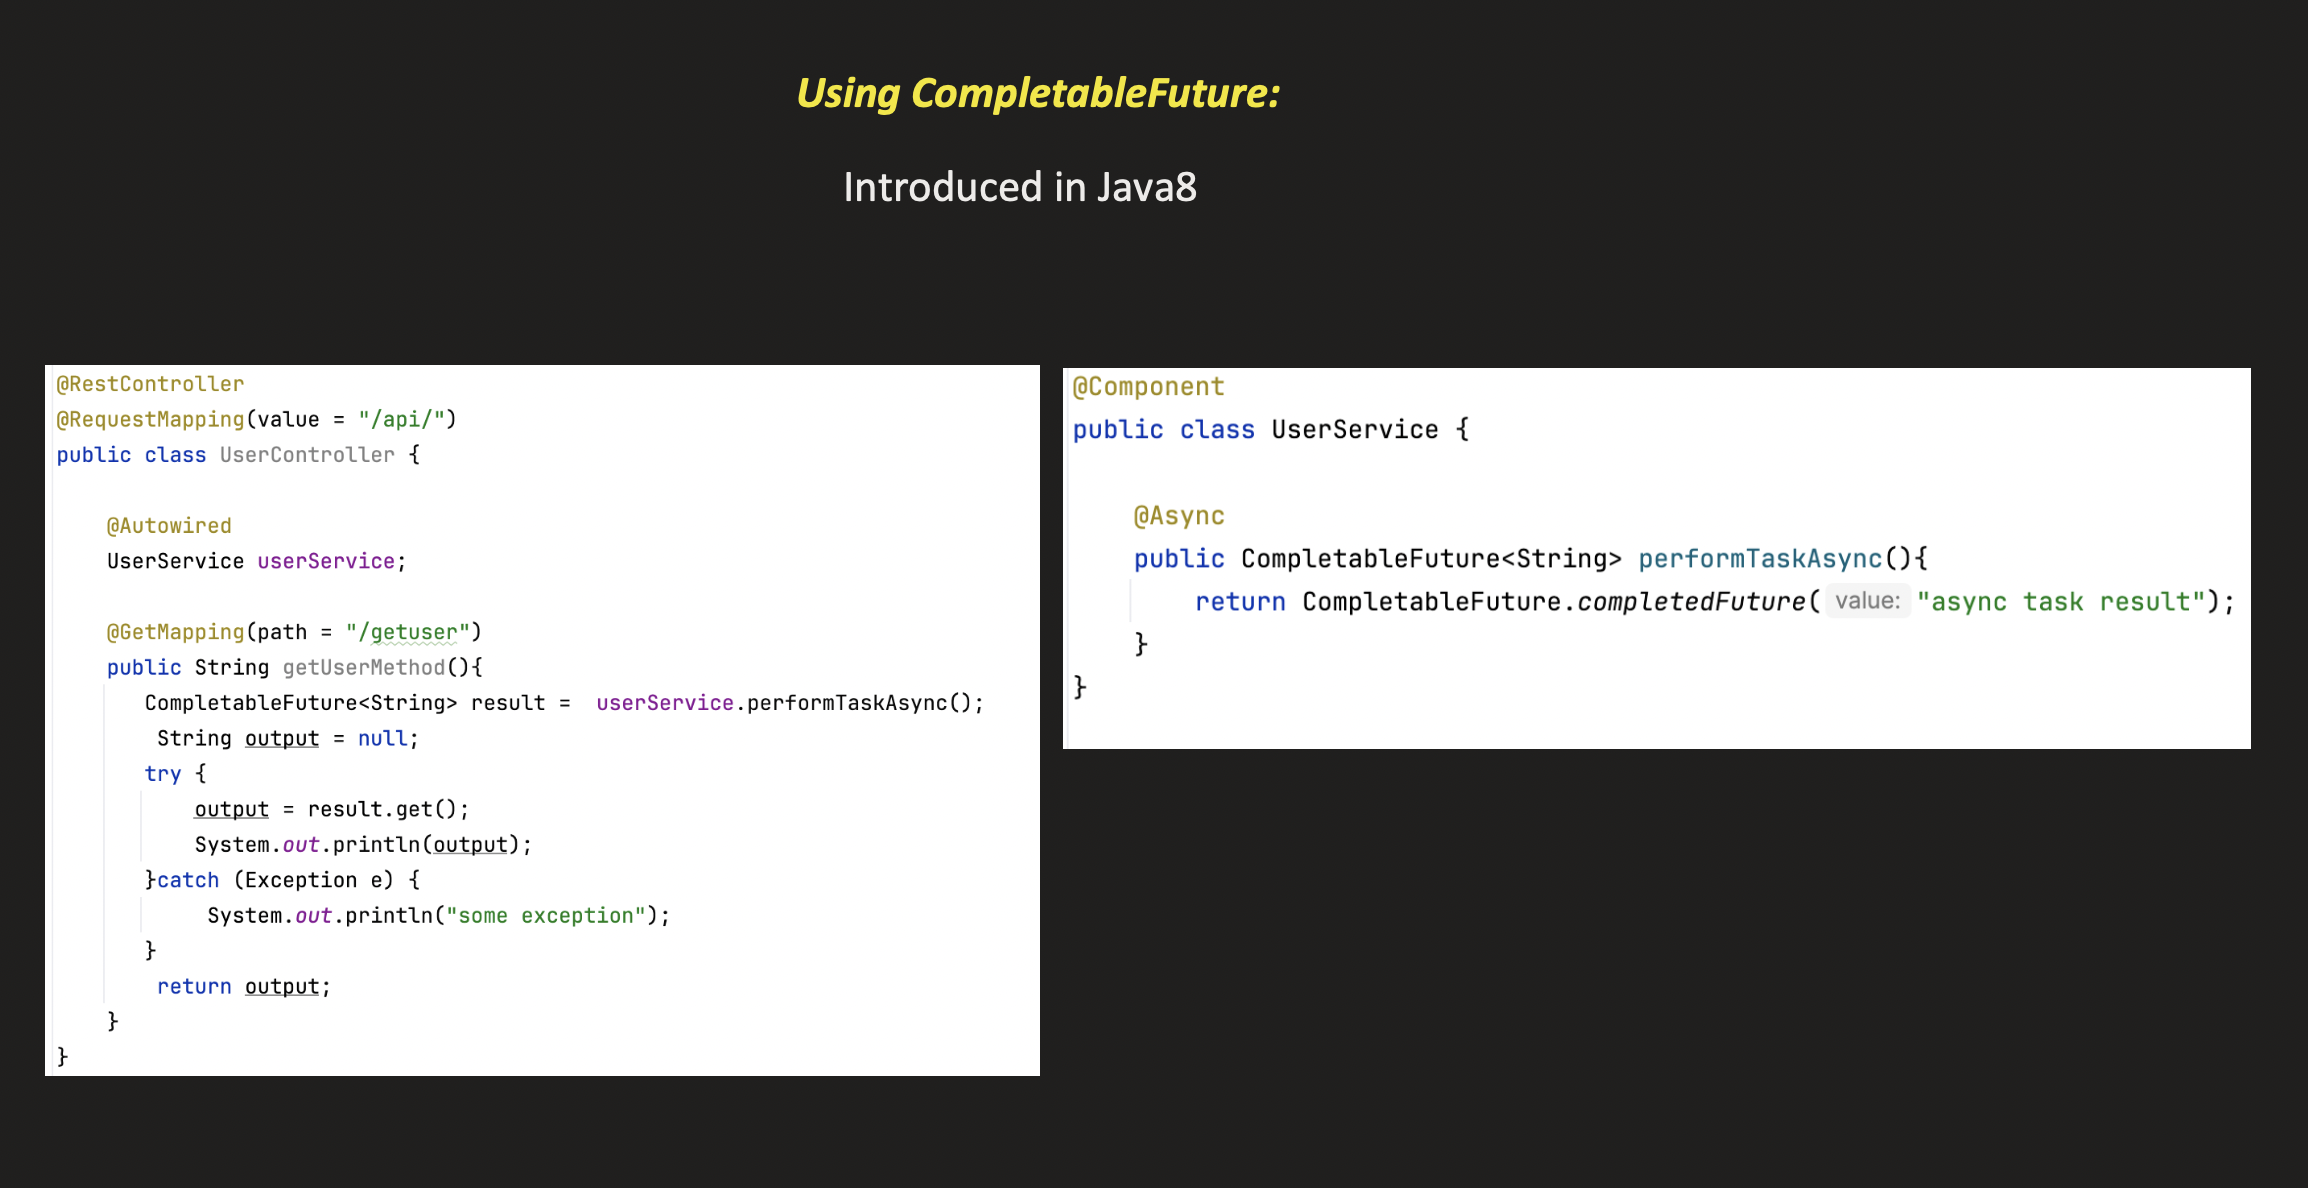 Using CompletableFuture:
Introduced in Java8
@RestController
@RequestMapping(value = "/api/")
public class UserController {
@Autowired
UserService userService;
@GetMapping(path = "/getuser")
public String getUserMethod(){
CompletableFuture<String> result =  userService.performTaskAsync();
String output = null;
try {
output = result.get();
System.out.println(output);
}catch (Exception e) {
System.out.println("some exception");
}
return output;
}
}
@Component
public class UserService {
@Async
public CompletableFuture<String> performTaskAsync(){
return CompletableFuture.completedFuture( value: "async task result");
}
}